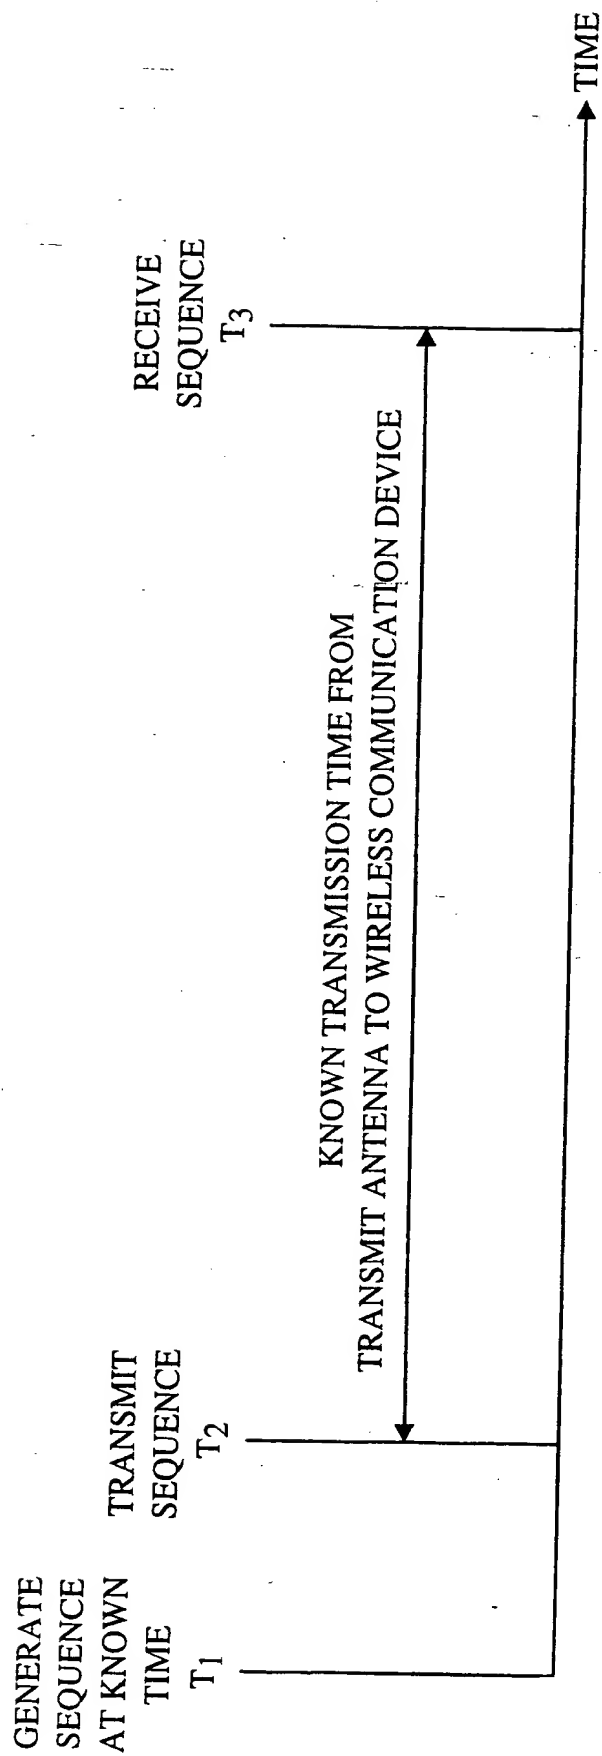 GENERATE
SEQUENCE
AT KNOWN
TIME
T1
TRANSMIT
SEQUENCE
T2
KNOWN TRANSMISSION TIME FROM
TRANSMIT ANTENNA TO WIRELESS COMMUNICATION DEVICE
RECEIVE
SEQUENCE
T3
TIME